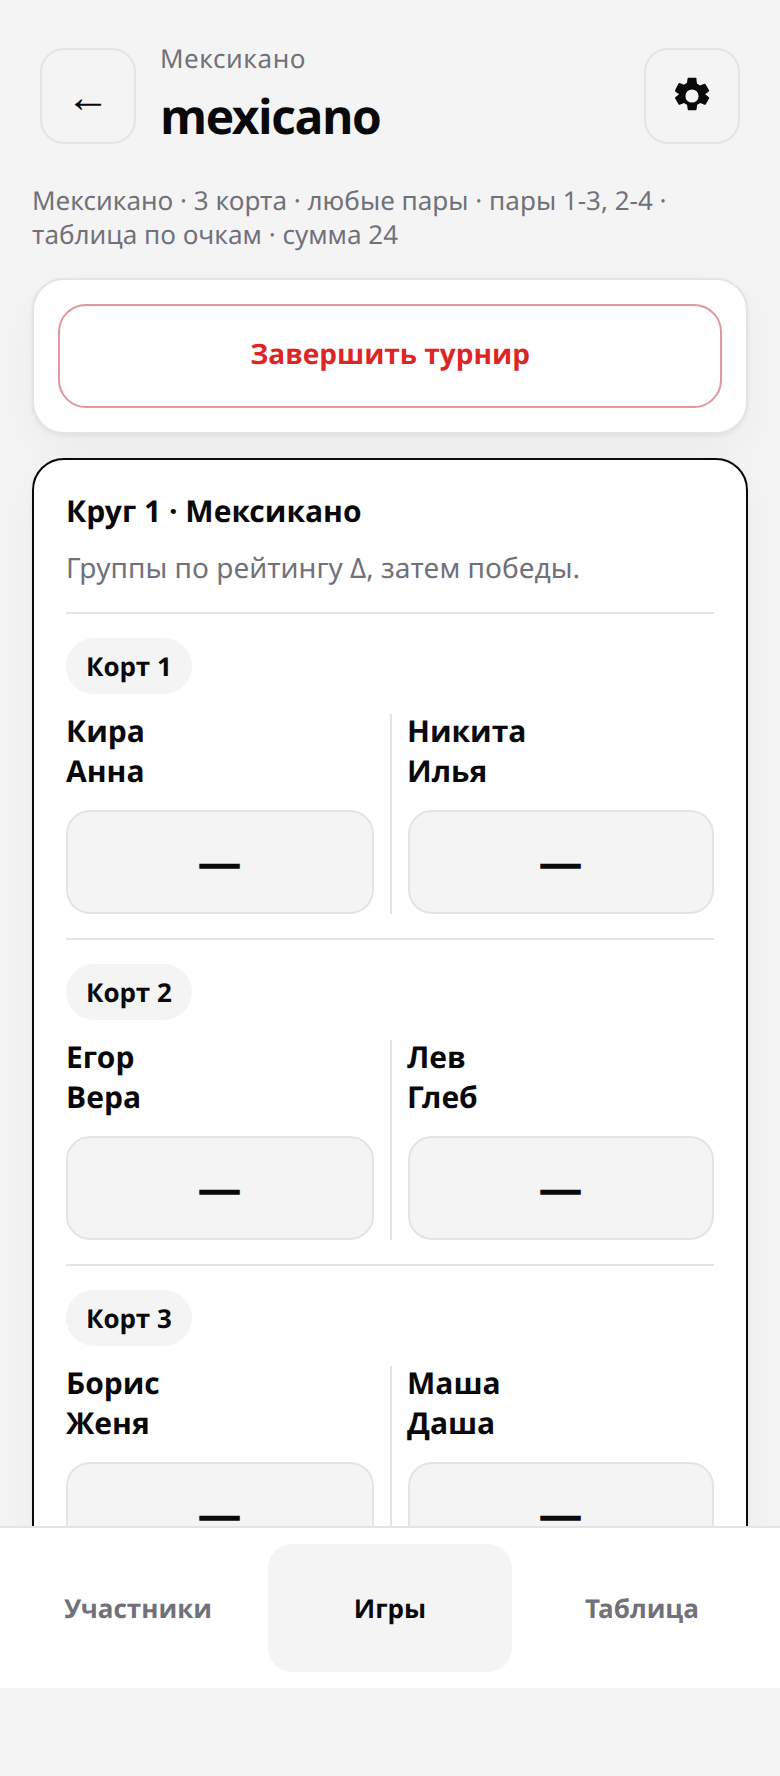 ←
Мексикано
mexicano
Мексикано · 3 корта · любые пары · пары 1-3, 2-4 ·
таблица по очкам · сумма 24
Завершить турнир
Круг 1 · Мексикано
Группы по рейтингу Δ, затем победы.
Корт 1
Кира
Анна
Никита
Илья
—
—
Корт 2
Егор
Вера
Лев
Глеб
—
—
Корт 3
Борис
Женя
Маша
Даша
—
—
Участники
Игры
Таблица